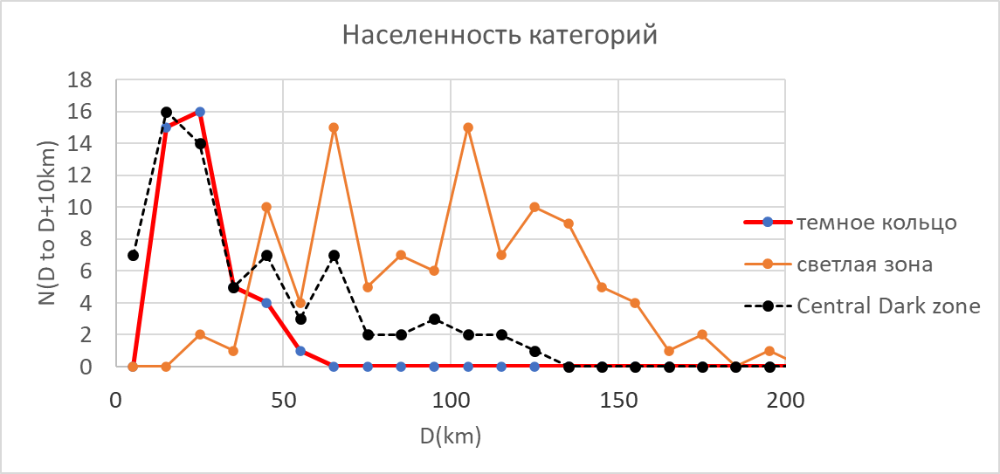 Населенность категорий
18
16
14
12
10
8
6
4
2
0
N(D to D+10km)
0 50 100 150 200
D(km)
темное кольцо
светлая зона
Central Dark zone